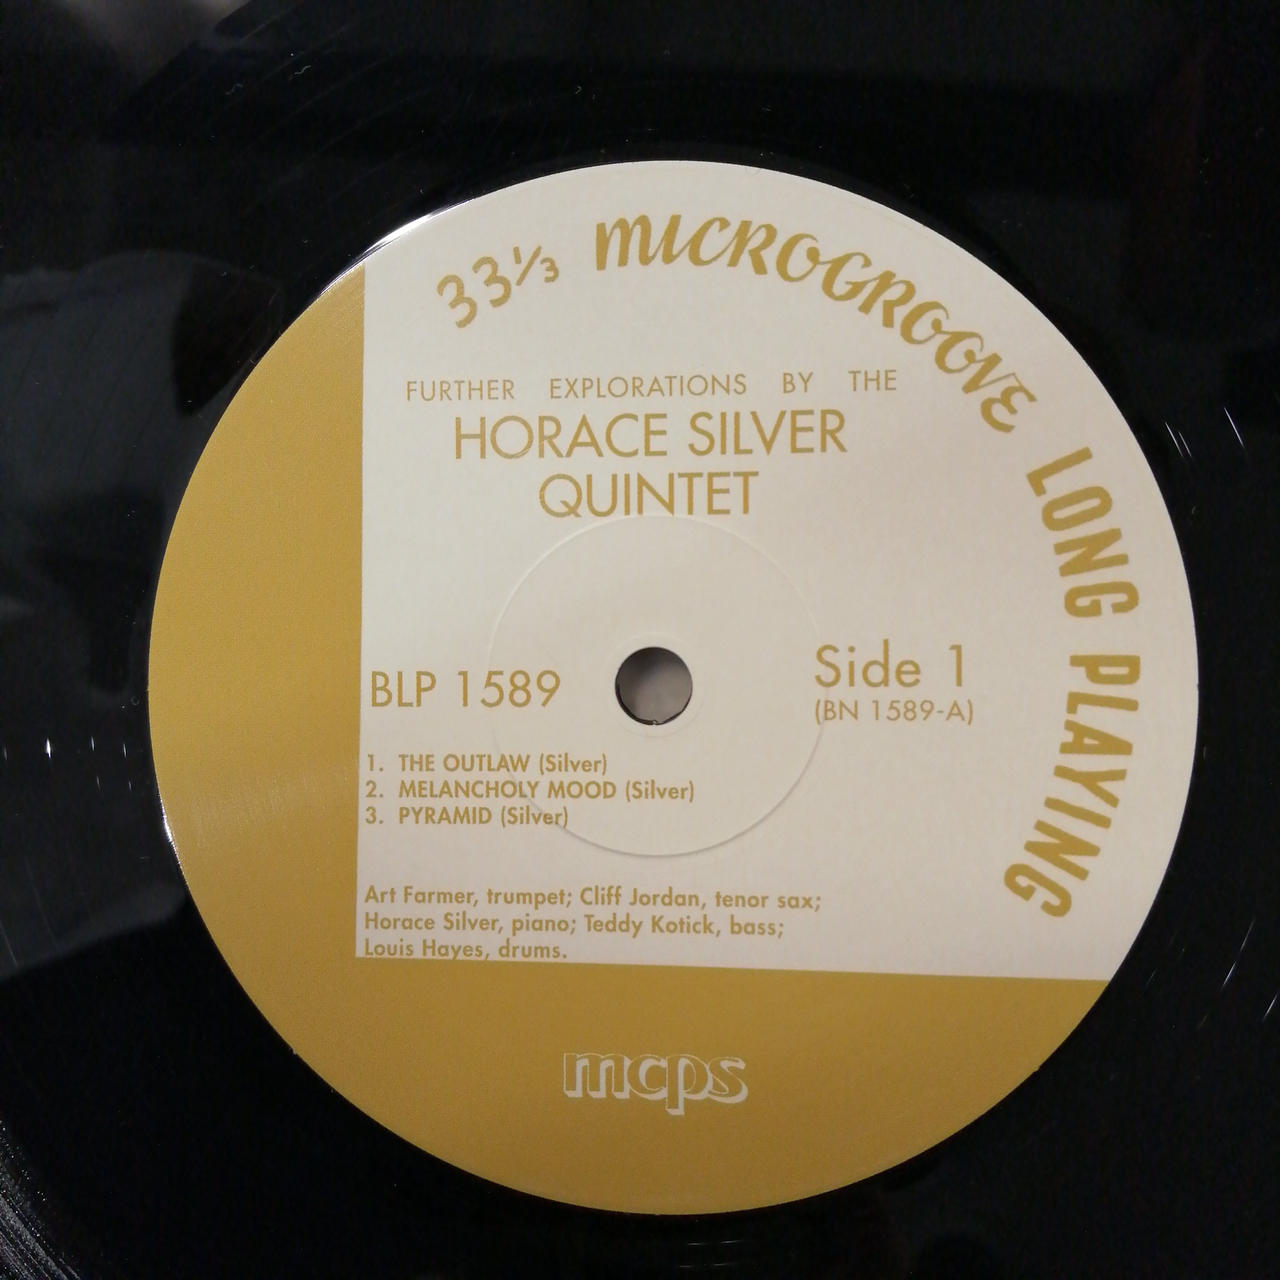 33⅓ MICROGROOVE LONG PLAYING
FURTHER EXPLORATIONS BY THE
HORACE SILVER
QUINTET
BLP 1589
Side 1
(BN 1589-A)
1. THE OUTLAW (Silver)
2. MELANCHOLY MOOD (Silver)
3. PYRAMID (Silver)
Art Farmer, trumpet; Cliff Jordan, tenor sax;
Horace Silver, piano; Teddy Kotick, bass;
Louis Hayes, drums.
mcps